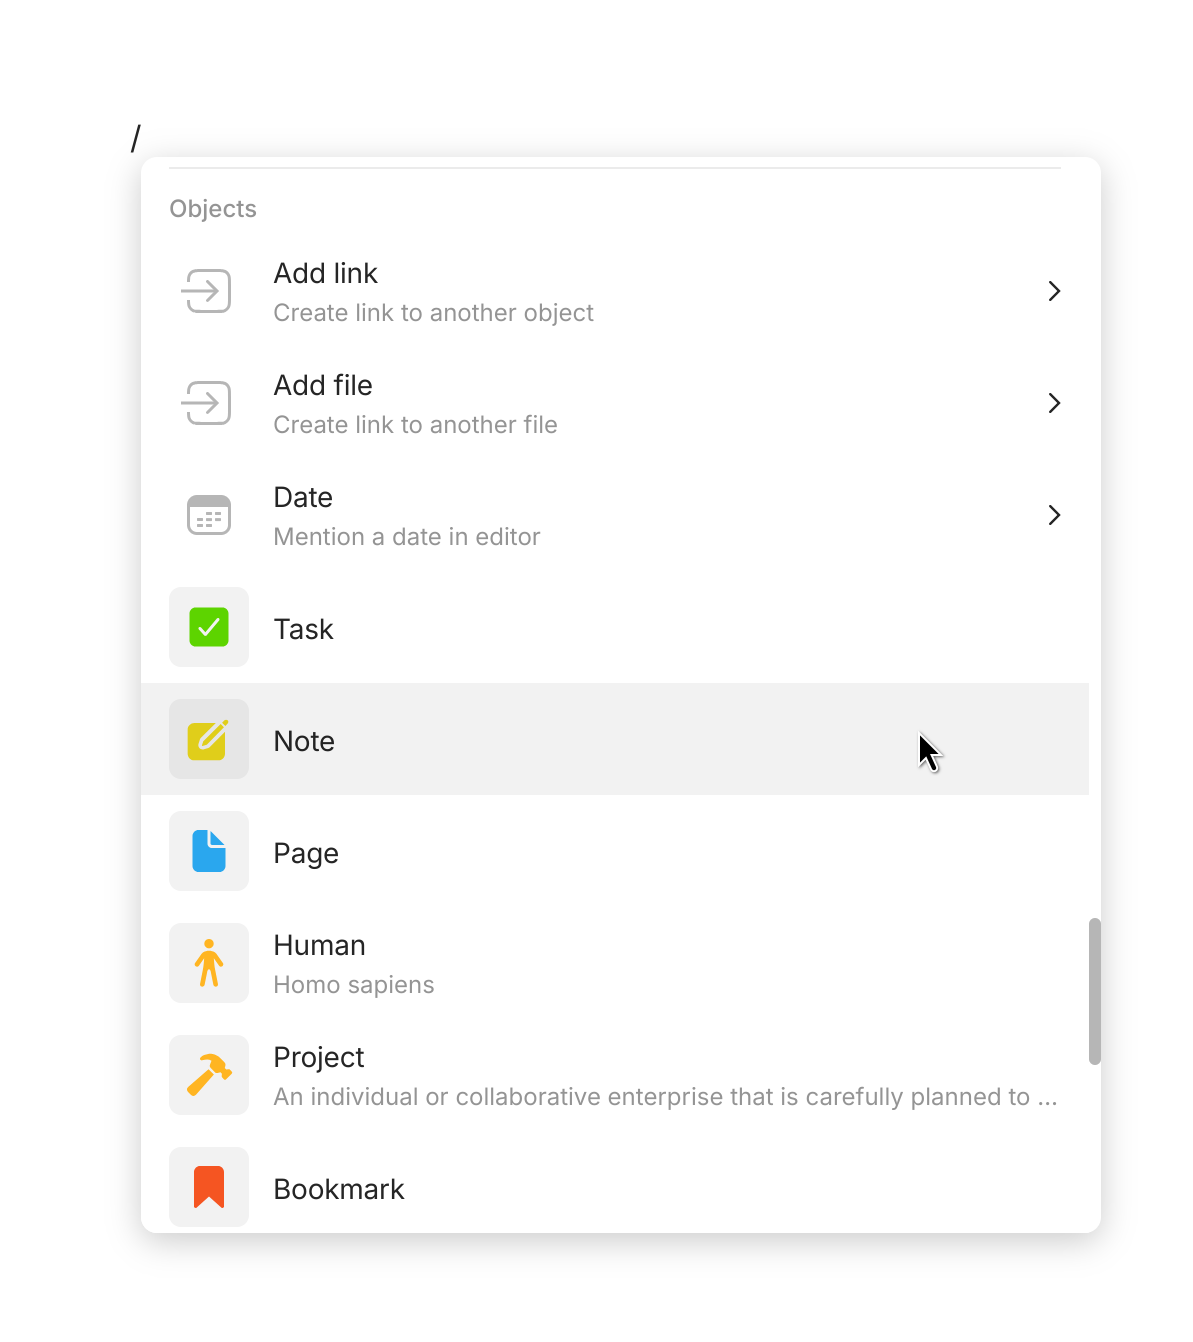 /
Objects
Add link
Create link to another object
Add file
Create link to another file
Date
Mention a date in editor
Task
Note
Page
Human
Homo sapiens
Project
An individual or collaborative enterprise that is carefully planned to ...
Bookmark